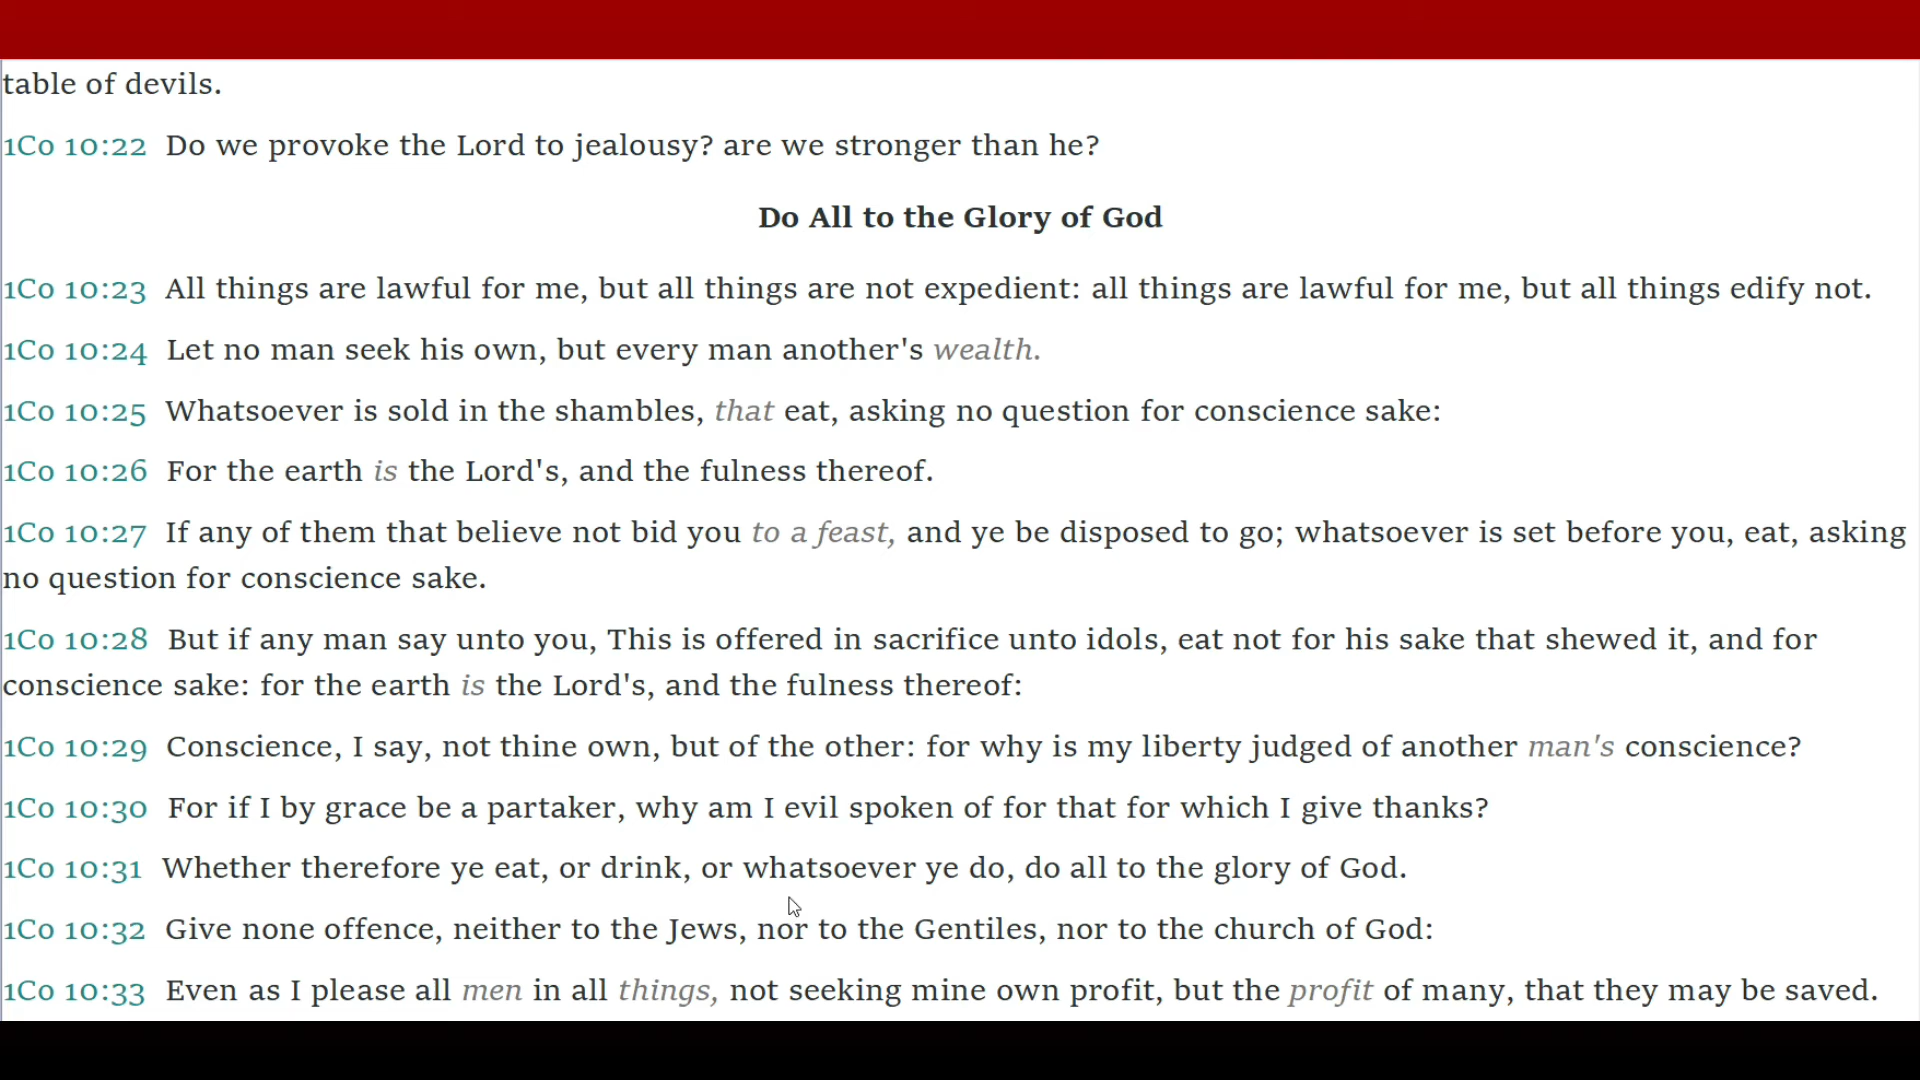 table of devils.
1Co 10:22 Do we provoke the Lord to jealousy? are we stronger than he?
Do All to the Glory of God
1Co 10:23 All things are lawful for me, but all things are not expedient: all things are lawful for me, but all things edify not.
1Co 10:24 Let no man seek his own, but every man another's wealth.
1Co 10:25 Whatsoever is sold in the shambles, that eat, asking no question for conscience sake:
1Co 10:26 For the earth is the Lord's, and the fulness thereof.
1Co 10:27 If any of them that believe not bid you to a feast, and ye be disposed to go; whatsoever is set before you, eat, asking
no question for conscience sake.
1Co 10:28 But if any man say unto you, This is offered in sacrifice unto idols, eat not for his sake that shewed it, and for
conscience sake: for the earth is the Lord's, and the fulness thereof:
1Co 10:29 Conscience, I say, not thine own, but of the other: for why is my liberty judged of another man's conscience?
1Co 10:30 For if I by grace be a partaker, why am I evil spoken of for that for which I give thanks?
1Co 10:31 Whether therefore ye eat, or drink, or whatsoever ye do, do all to the glory of God.
1Co 10:32 Give none offence, neither to the Jews, nor to the Gentiles, nor to the church of God:
1Co 10:33 Even as I please all men in all things, not seeking mine own profit, but the profit of many, that they may be saved.